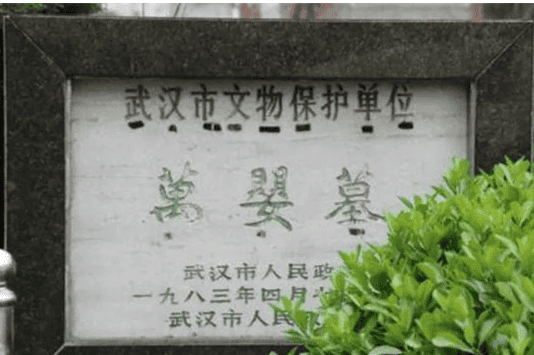 武汉市文物保护单位
萬嬰墓
武汉市人民政
一九八三年四月
武汉市人民